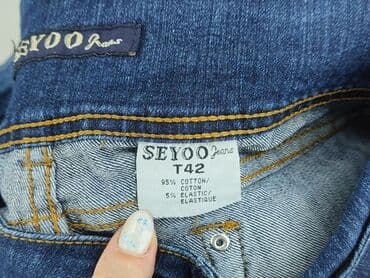 SEYOO Jeans
SEYOO Jeans
T42
95% COTTON/
COTON
5% ELASTIC/
ELASTIQUE